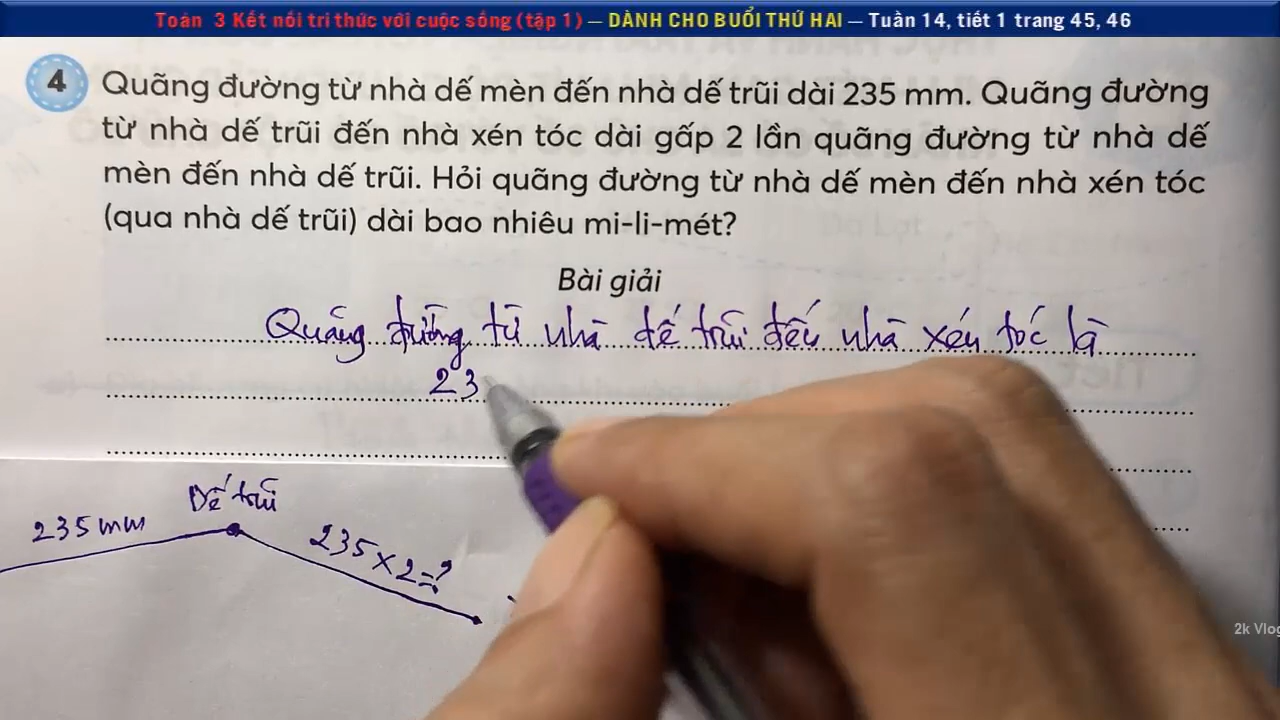 Toán 3 Kết nối tri thức với cuộc sống (tập 1) — DÀNH CHO BUỔI THỨ HAI — Tuần 14, tiết 1 trang 45, 46
4 Quãng đường từ nhà dế mèn đến nhà dế trũi dài 235 mm. Quãng đường
từ nhà dế trũi đến nhà xén tóc dài gấp 2 lần quãng đường từ nhà dế
mèn đến nhà dế trũi. Hỏi quãng đường từ nhà dế mèn đến nhà xén tóc
(qua nhà dế trũi) dài bao nhiêu mi-li-mét?
Bài giải
Quãng đường từ nhà dế trũi đến nhà xén tóc là
23
Dế trũi
235 mm
235 x 2 = ?
2k Vlog